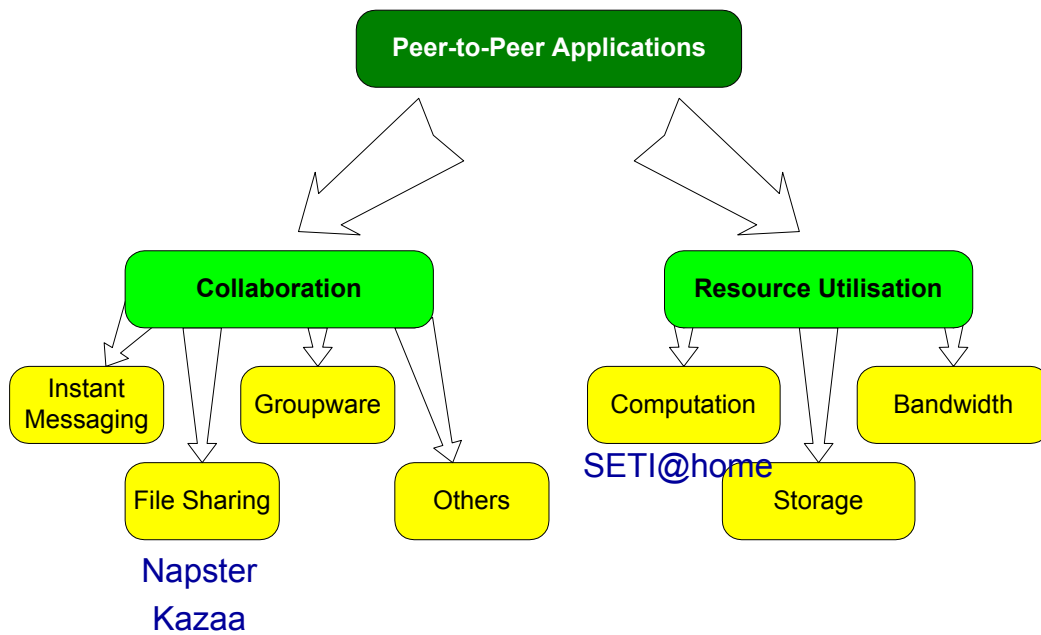 Peer-to-Peer Applications
Collaboration
Resource Utilisation
Instant
Messaging
Groupware
Computation
Bandwidth
SETI@home
File Sharing
Others
Storage
Napster
Kazaa